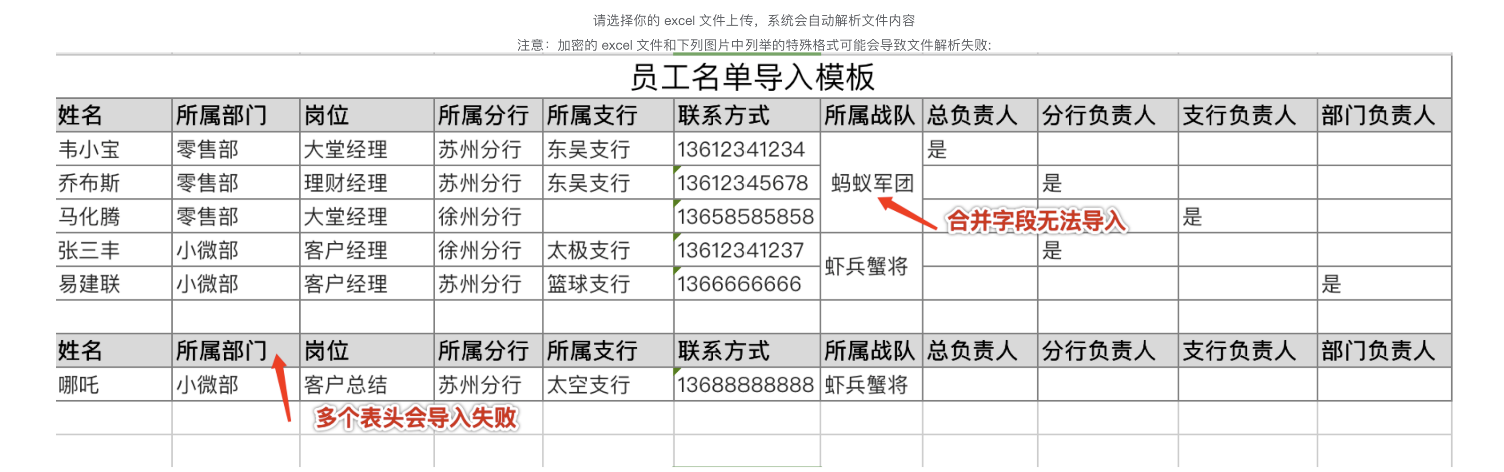 请选择你的 excel 文件上传，系统会自动解析文件内容
注意：加密的 excel 文件和下列图片中列举的特殊格式可能会导致文件解析失败:
员工名单导入模板
姓名 所属部门 岗位 所属分行 所属支行 联系方式 所属战队 总负责人 分行负责人 支行负责人 部门负责人
韦小宝 零售部 大堂经理 苏州分行 东吴支行 13612341234 是
乔布斯 零售部 理财经理 苏州分行 东吴支行 13612345678 蚂蚁军团 是
马化腾 零售部 大堂经理 徐州分行 13658585858 合并字段无法导入 是
张三丰 小微部 客户经理 徐州分行 太极支行 13612341237 虾兵蟹将 是
易建联 小微部 客户经理 苏州分行 篮球支行 1366666666 是
姓名 所属部门 岗位 所属分行 所属支行 联系方式 所属战队 总负责人 分行负责人 支行负责人 部门负责人
哪吒 小微部 客户总结 苏州分行 太空支行 13688888888 虾兵蟹将
多个表头会导入失败